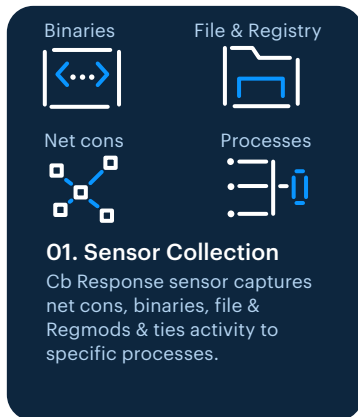 Binaries File & Registry
Net cons Processes
01. Sensor Collection
Cb Response sensor captures
net cons, binaries, file &
Regmods & ties activity to
specific processes.